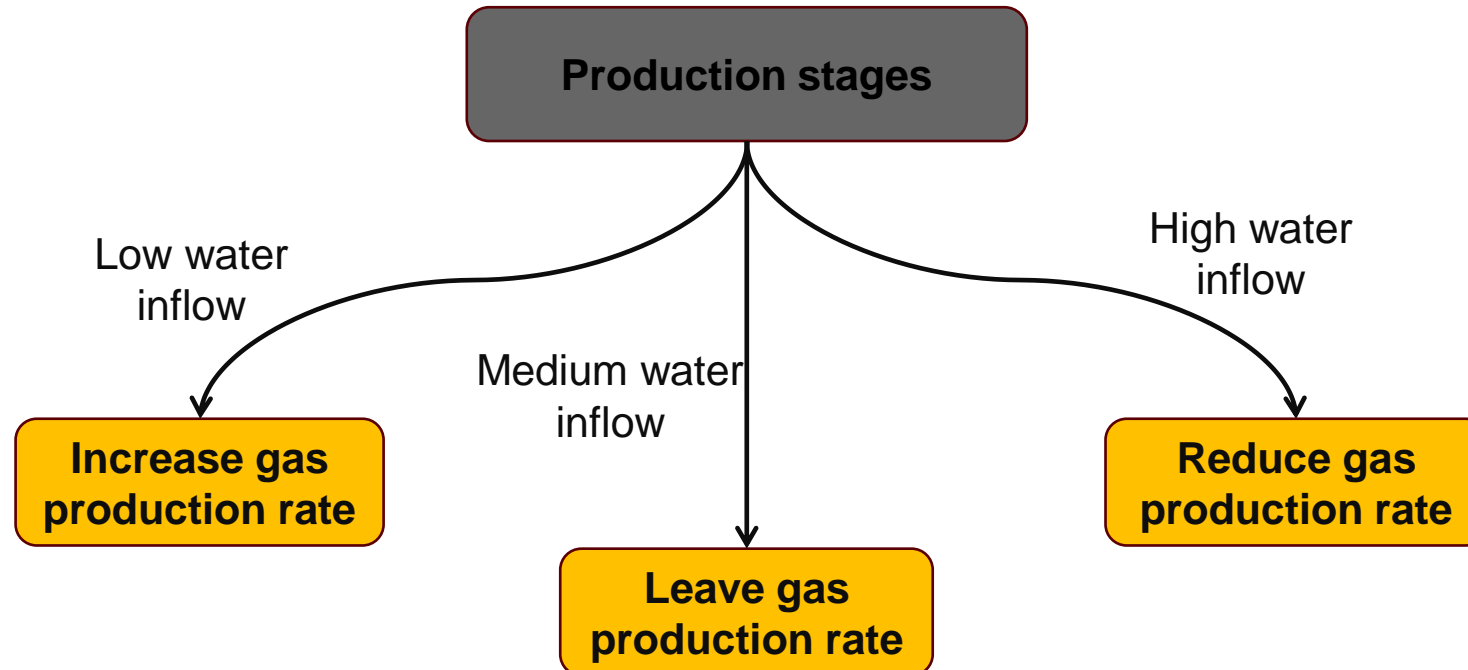 Production stages
Low water
inflow
High water
inflow
Medium water
inflow
Increase gas
production rate
Reduce gas
production rate
Leave gas
production rate